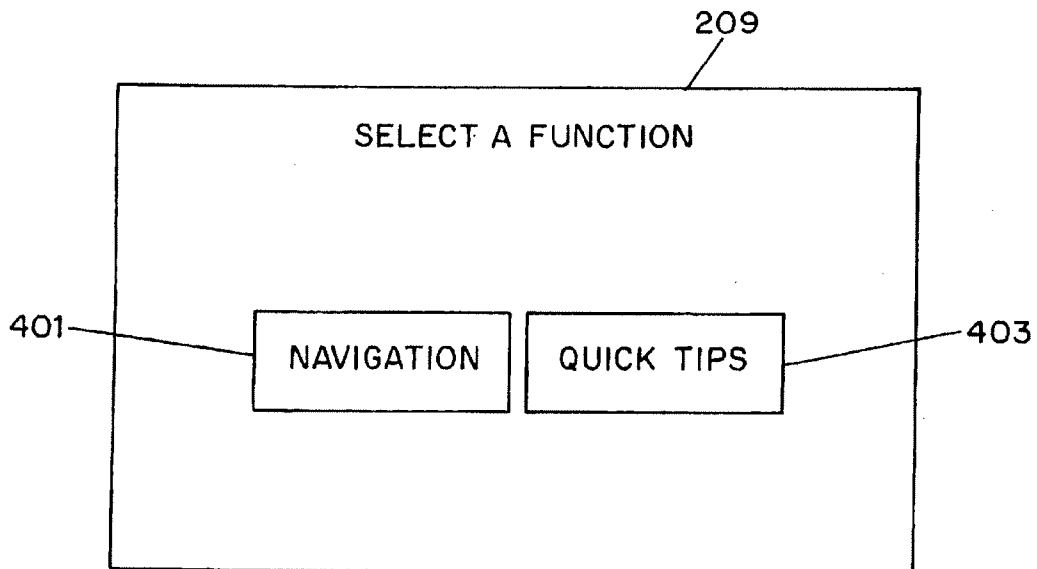 209
SELECT A FUNCTION
401
NAVIGATION
QUICK TIPS
403